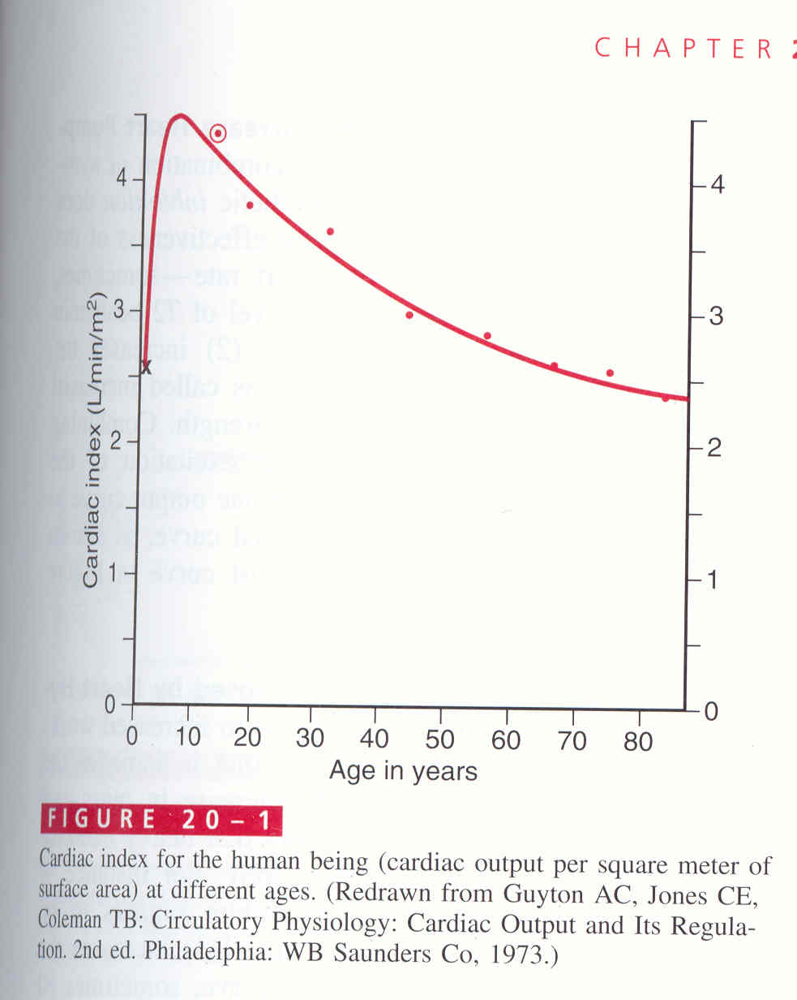 CHAPTER 2
4
3
2
1
0
Cardiac index (L/min/m²)
4
3
2
1
0
0 10 20 30 40 50 60 70 80
Age in years
FIGURE 20–1
Cardiac index for the human being (cardiac output per square meter of
surface area) at different ages. (Redrawn from Guyton AC, Jones CE,
Coleman TB: Circulatory Physiology: Cardiac Output and Its Regula-
tion. 2nd ed. Philadelphia: WB Saunders Co, 1973.)